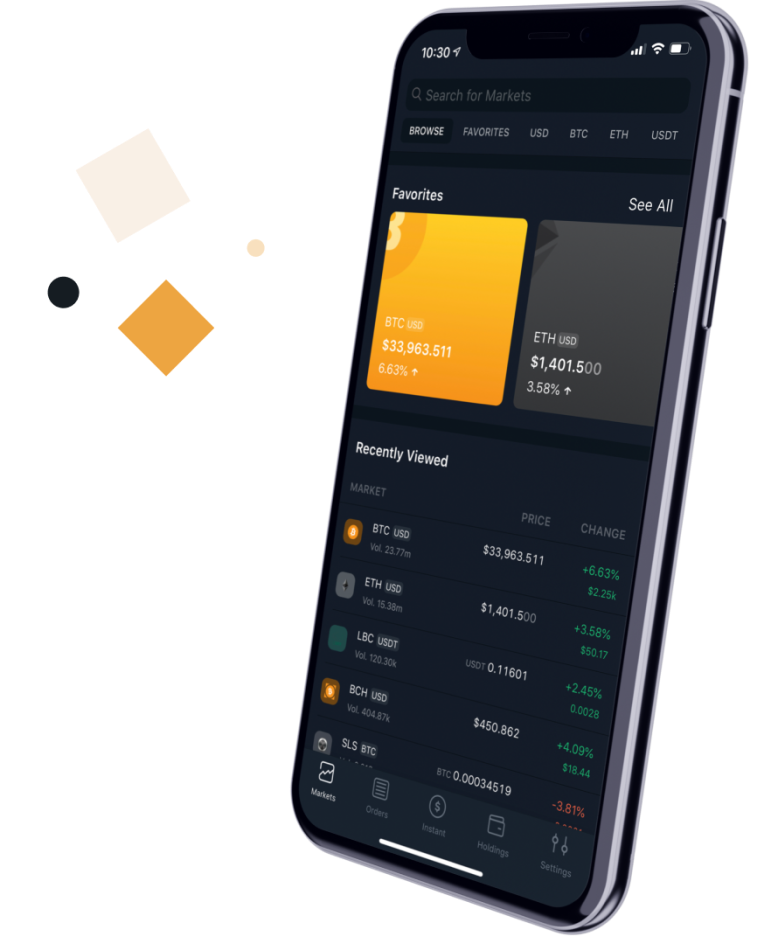 10:30
Search for Markets
BROWSE FAVORITES USD BTC ETH USDT
Favorites See All
BTC USD
$33,963.511
6.63% ↑
ETH USD
$1,401.500
3.58% ↑
Recently Viewed
MARKET PRICE CHANGE
BTC USD $33,963.511 +6.63%
Vol. 23.77m $2.25k
ETH USD $1,401.500 +3.58%
Vol. 15.38m $50.17
LBC USDT USDT 0.11601 +2.45%
Vol. 120.30k 0.0028
BCH USD $450.862 +4.09%
Vol. 404.87k $18.44
SLS BTC BTC 0.00034519 -3.81%
Markets Orders Instant Holdings Settings